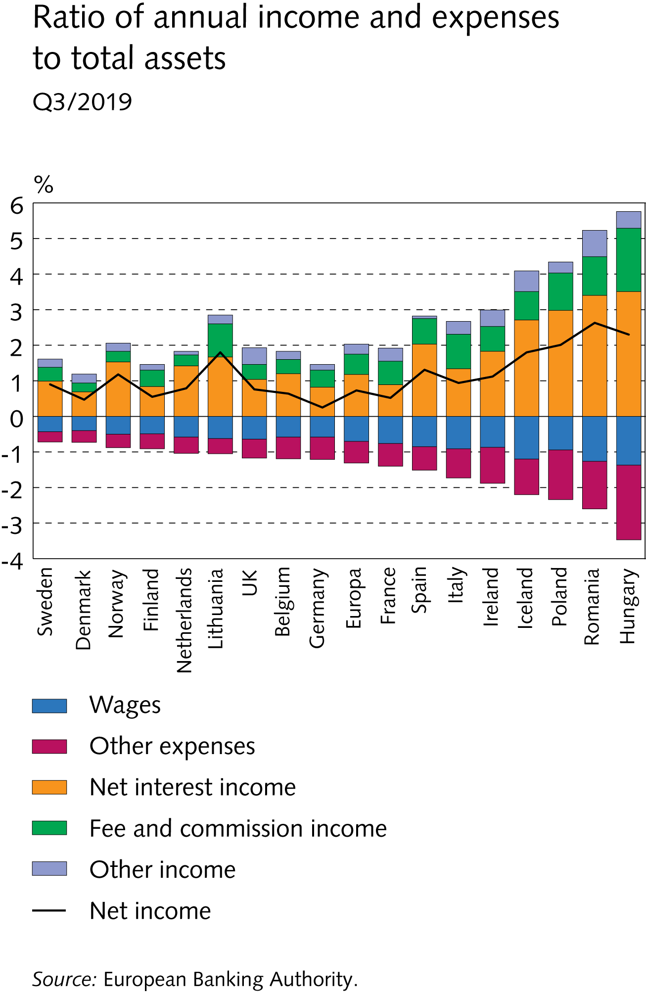 Ratio of annual income and expenses
to total assets
Q3/2019
%
6
5
4
3
2
1
0
-1
-2
-3
-4
Sweden
Denmark
Norway
Finland
Netherlands
Lithuania
UK
Belgium
Germany
Europa
France
Spain
Italy
Ireland
Iceland
Poland
Romania
Hungary
Wages
Other expenses
Net interest income
Fee and commission income
Other income
Net income
Source: European Banking Authority.